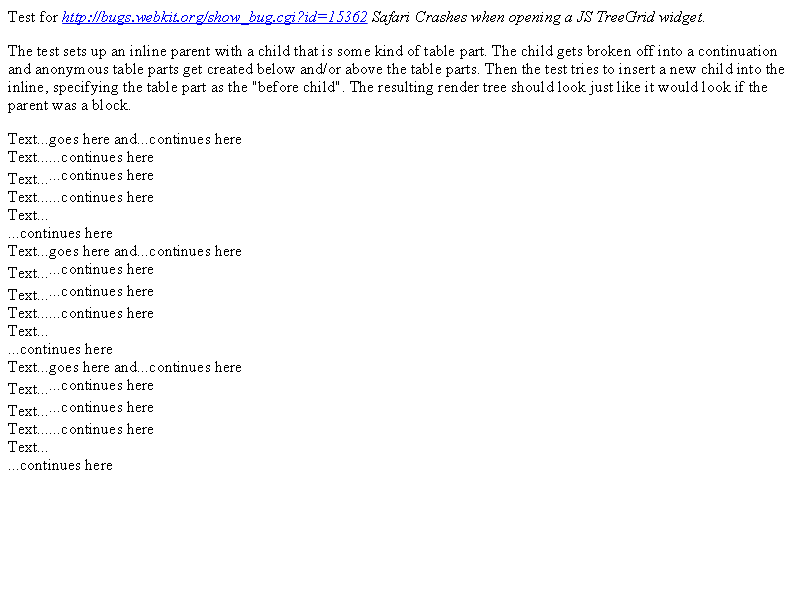 Test for http://bugs.webkit.org/show_bug.cgi?id=15362 Safari Crashes when opening a JS TreeGrid widget.
The test sets up an inline parent with a child that is some kind of table part. The child gets broken off into a continuation
and anonymous table parts get created below and/or above the table parts. Then the test tries to insert a new child into the
inline, specifying the table part as the "before child". The resulting render tree should look just like it would look if the
parent was a block.
Text...goes here and...continues here
Text......continues here
Text......continues here
Text......continues here
Text...
...continues here
Text...goes here and...continues here
Text......continues here
Text......continues here
Text......continues here
Text...
...continues here
Text...goes here and...continues here
Text......continues here
Text......continues here
Text......continues here
Text...
...continues here